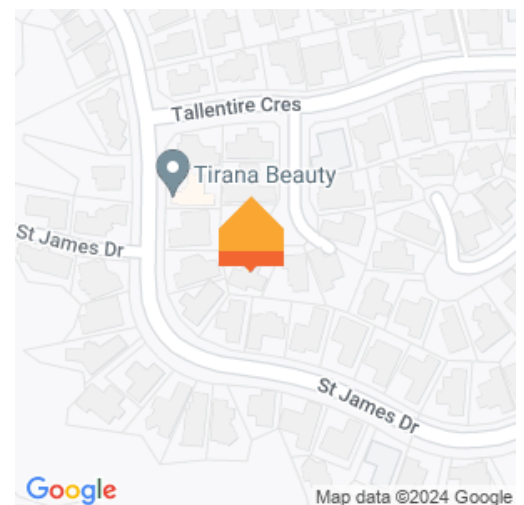 Tallentire Cres
Tirana Beauty
St James Dr
St James Dr
Google
Map data ©2024 Google